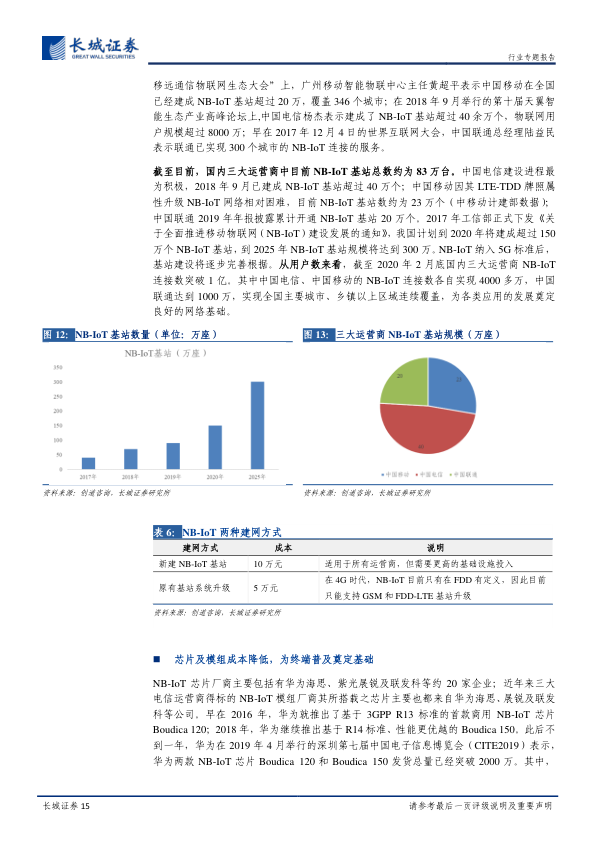 长城证券
GREAT WALL SECURITIES
行业专题报告
移远通信物联网生态大会”上，广州移动智能物联中心主任黄超平表示中国移动在全国
已经建成 NB-IoT 基站超过 20 万，覆盖 346 个城市；在 2018 年 9 月举行的第十届天翼智
能生态产业高峰论坛上,中国电信杨杰表示建成了 NB-IoT 基站超过 40 余万个，物联网用
户规模超过 8000 万；早在 2017 年 12 月 4 日的世界互联网大会，中国联通总经理陆益民
表示联通已实现 300 个城市的 NB-IoT 连接的服务。
截至目前，国内三大运营商中目前 NB-IoT 基站总数约为 83 万台。中国电信建设进程最
为积极，2018 年 9 月已建成 NB-IoT 基站超过 40 万个；中国移动因其 LTE-TDD 牌照属
性升级 NB-IoT 网络相对困难，目前 NB-IoT 基站数约为 23 万个（中移动计建部数据）；
中国联通 2019 年年报披露累计开通 NB-IoT 基站 20 万个。2017 年工信部正式下发《关
于全面推进移动物联网（NB-IoT）建设发展的通知》，我国计划到 2020 年将建成超过 150
万个 NB-IoT 基站，到 2025 年 NB-IoT 基站规模将达到 300 万。NB-IoT 纳入 5G 标准后，
基站建设将逐步完善根据。从用户数来看，截至 2020 年 2 月底国内三大运营商 NB-IoT
连接数突破 1 亿。其中中国电信、中国移动的 NB-IoT 连接数各自实现 4000 多万，中国
联通达到 1000 万，实现全国主要城市、乡镇以上区域连续覆盖，为各类应用的发展奠定
良好的网络基础。
图 12：NB-IoT 基站数量（单位：万座）
NB-IoT基站（万座）
350
300
250
200
150
100
50
0
2017年 2018年 2019年 2020年 2025年
资料来源：创道咨询，长城证券研究所
图 13：三大运营商 NB-IoT 基站规模（万座）
20
中国移动 中国电信 中国联通
资料来源：创道咨询，长城证券研究所
表 6：NB-IoT 两种建网方式
建网方式 成本 说明
新建 NB-IoT 基站 10 万元 适用于所有运营商，但需要更高的基础设施投入
原有基站系统升级 5 万元 在 4G 时代，NB-IoT 目前只有在 FDD 有定义，因此目前
只能支持 GSM 和 FDD-LTE 基站升级
资料来源：创道咨询，长城证券研究所
芯片及模组成本降低，为终端普及奠定基础
NB-IoT 芯片厂商主要包括有华为海思、紫光展锐及联发科等约 20 家企业；近年来三大
电信运营商得标的 NB-IoT 模组厂商其所搭载之芯片主要也都来自华为海思、展锐及联发
科等公司。早在 2016 年，华为就推出了基于 3GPP R13 标准的首款商用 NB-IoT 芯片
Boudica 120；2018 年，华为继续推出基于 R14 标准、性能更优越的 Boudica 150。此后不
到一年，华为在 2019 年 4 月举行的深圳第七届中国电子信息博览会（CITE2019）表示，
华为两款 NB-IoT 芯片 Boudica 120 和 Boudica 150 发货总量已经突破 2000 万。其中，
长城证券 15
请参考最后一页评级说明及重要声明